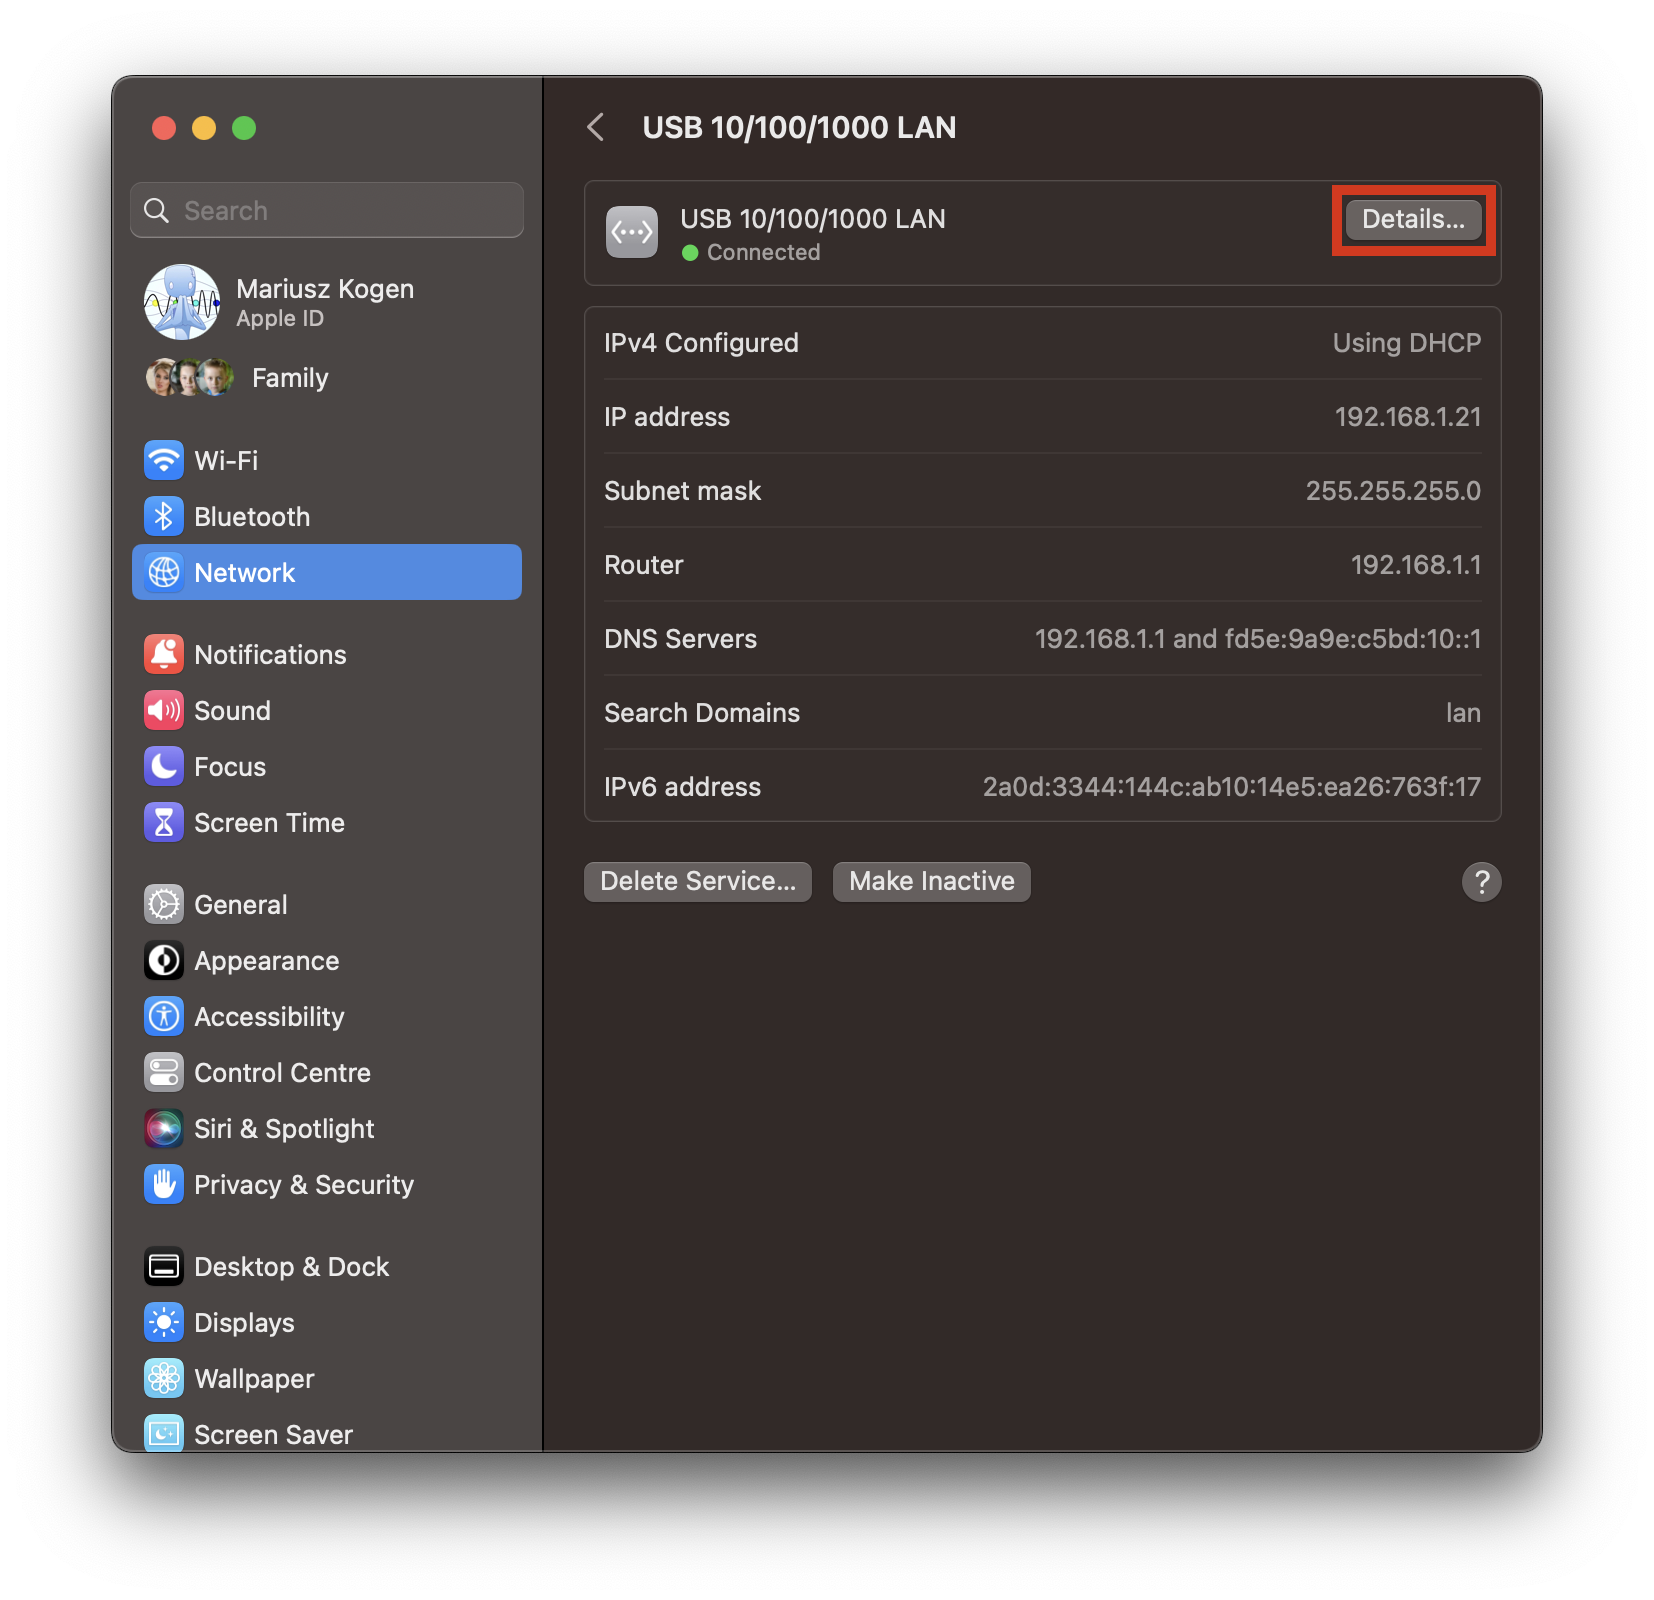 Search
Mariusz Kogen
Apple ID
Family
Wi-Fi
Bluetooth
Network
Notifications
Sound
Focus
Screen Time
General
Appearance
Accessibility
Control Centre
Siri & Spotlight
Privacy & Security
Desktop & Dock
Displays
Wallpaper
Screen Saver
USB 10/100/1000 LAN
USB 10/100/1000 LAN
Details...
Connected
IPv4 Configured Using DHCP
IP address 192.168.1.21
Subnet mask 255.255.255.0
Router 192.168.1.1
DNS Servers 192.168.1.1 and fd5e:9a9e:c5bd:10::1
Search Domains lan
IPv6 address 2a0d:3344:144c:ab10:14e5:ea26:763f:17
Delete Service... Make Inactive ?